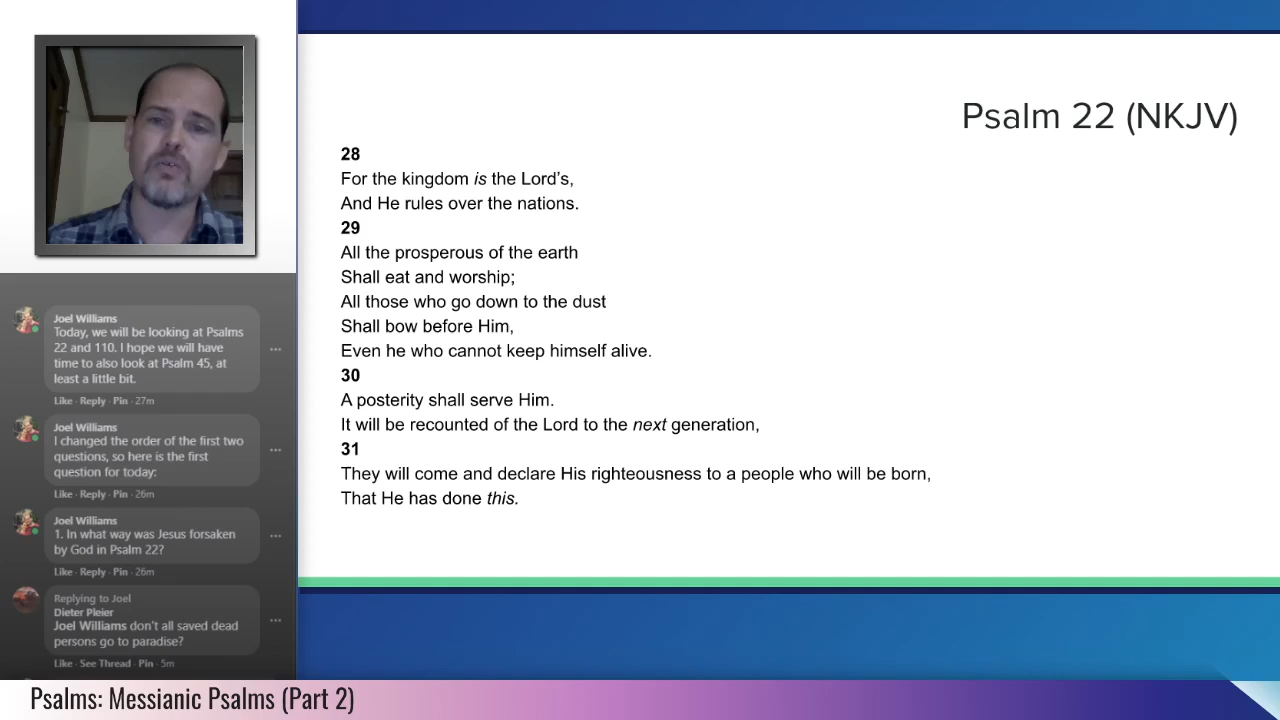 Psalm 22 (NKJV)
28
For the kingdom is the Lord’s,
And He rules over the nations.
29
All the prosperous of the earth
Shall eat and worship;
All those who go down to the dust
Shall bow before Him,
Even he who cannot keep himself alive.
30
A posterity shall serve Him.
It will be recounted of the Lord to the next generation,
31
They will come and declare His righteousness to a people who will be born,
That He has done this.
Joel Williams
Today, we will be looking at Psalms
22 and 110. I hope we will have
time to also look at Psalm 45, at
least a little bit.
Like · Reply · Pin · 27m
Joel Williams
I changed the order of the first two
questions, so here is the first
question for today:
Like · Reply · Pin · 26m
Joel Williams
1. In what way was Jesus forsaken
by God in Psalm 22?
Like · Reply · Pin · 26m
Replying to Joel
Dieter Pleier
Joel Williams don't all saved dead
persons go to paradise?
Like · See Thread · Pin · 5m
Psalms: Messianic Psalms (Part 2)